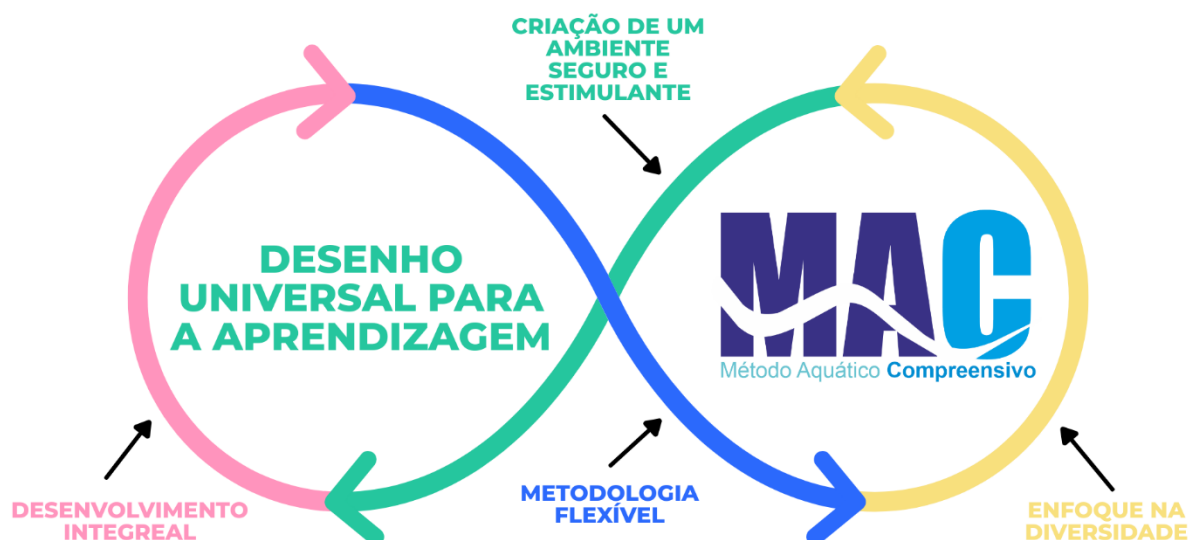 CRIAÇÃO DE UM
AMBIENTE
SEGURO E
ESTIMULANTE
DESENHO
UNIVERSAL PARA
A APRENDIZAGEM
MAC
Método Aquático Compreensivo
DESENVOLVIMENTO
INTEGREAL
METODOLOGIA
FLEXÍVEL
ENFOQUE NA
DIVERSIDADE